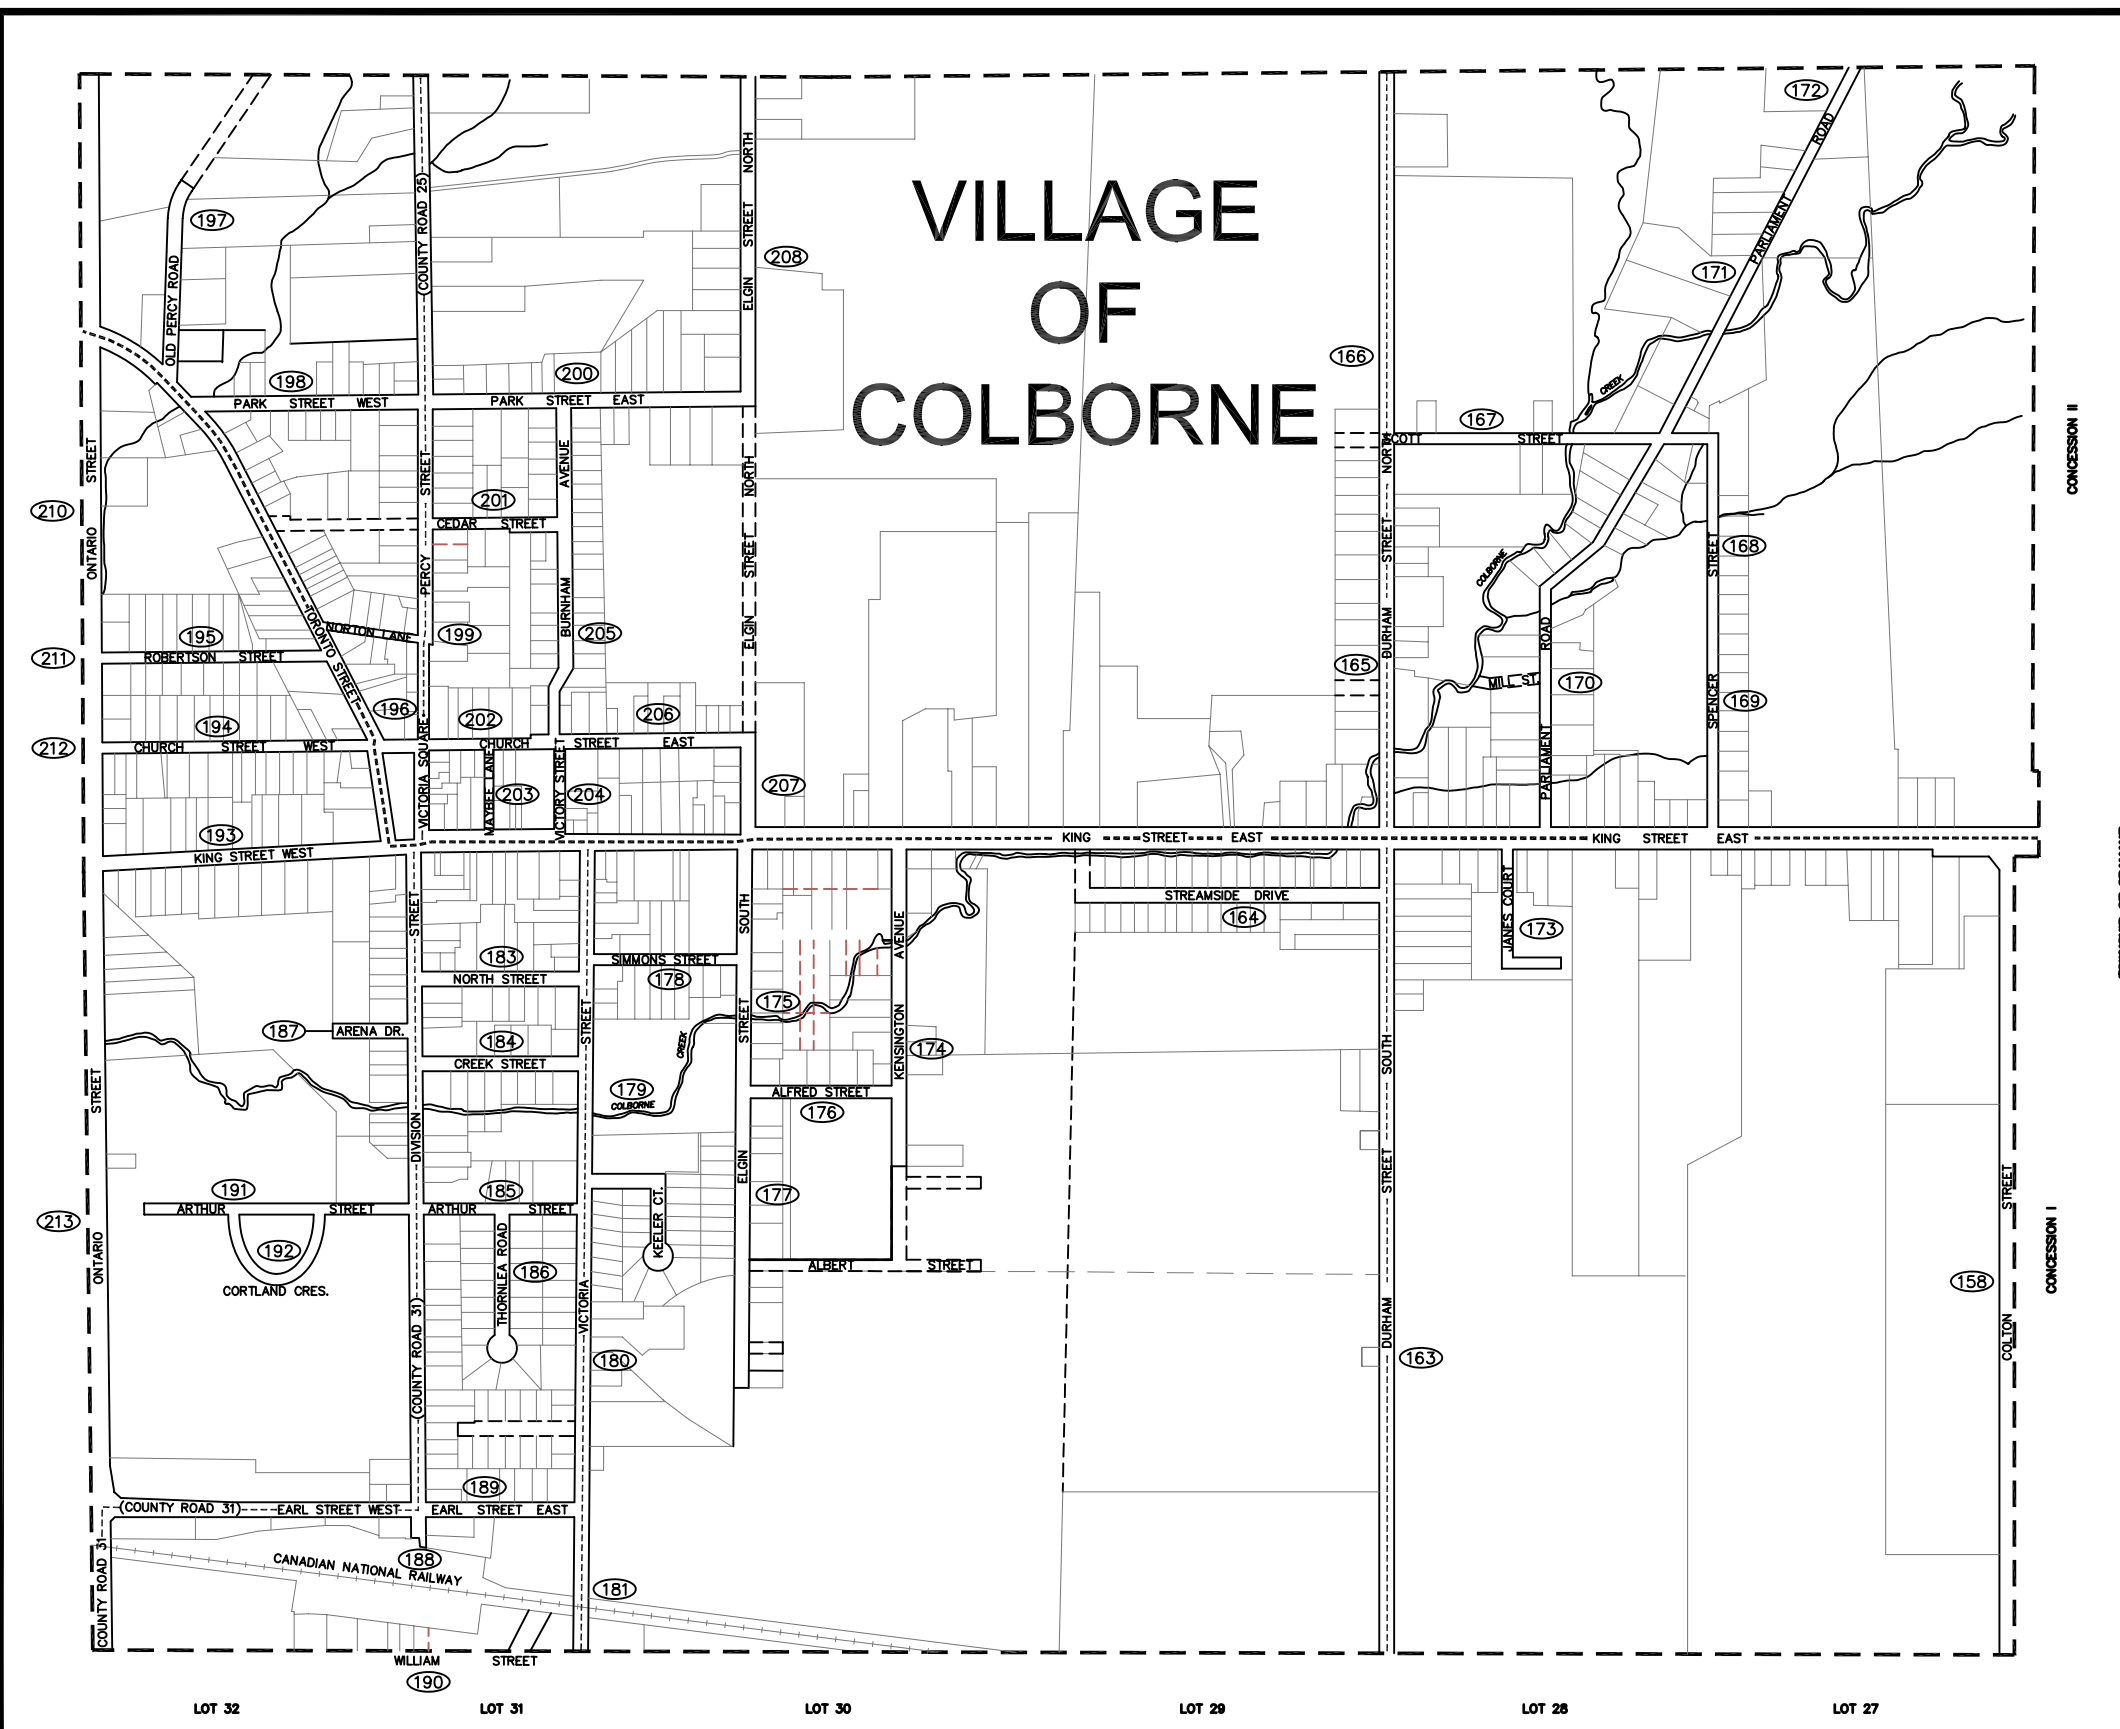 VILLAGE
OF
COLBORNE
172
ROAD
PARLIAMENT
171
197
OLD PERCY ROAD
(COUNTY ROAD 25)
ELGIN STREET NORTH
208
166
198
200
PARK STREET WEST
PARK STREET EAST
CREEK
167
SCOTT STREET
CONCESSION II
ONTARIO STREET
210
201
CEDAR STREET
AVENUE
BURNHAM
PERCY STREET
ELGIN STREET NORTH
DURHAM STREET NORTH
COLBORNE
168
SPENCER STREET
195
TORONTO STREET
NORTON LANE
199
205
211
ROBERTSON STREET
165
MILL ST.
170
169
PARLIAMENT ROAD
194
196
202
206
212
CHURCH STREET WEST
CHURCH STREET EAST
VICTORIA SQUARE
MAYBEE LANE
VICTORY STREET
203
204
207
193
KING STREET WEST
KING STREET EAST
KING STREET EAST
STREAMSIDE DRIVE
164
JANES COURT
173
183
NORTH STREET
SIMMONS STREET
178
175
187
ARENA DR.
184
CREEK STREET
CREEK
179
COLBORNE
174
KENSINGTON AVENUE
ALFRED STREET
176
DIVISION STREET
VICTORIA STREET
ELGIN STREET SOUTH
DURHAM STREET SOUTH
191
185
177
213
ARTHUR STREET
ARTHUR STREET
192
CORTLAND CRES.
THORNLEA ROAD
186
KEELER CT.
ALBERT STREET
ONTARIO STREET
158
COLTON STREET
CONCESSION I
(COUNTY ROAD 31)
180
163
189
(COUNTY ROAD 31)
EARL STREET WEST
EARL STREET EAST
188
CANADIAN NATIONAL RAILWAY
181
COUNTY ROAD 31
WILLIAM STREET
190
LOT 32
LOT 31
LOT 30
LOT 29
LOT 28
LOT 27